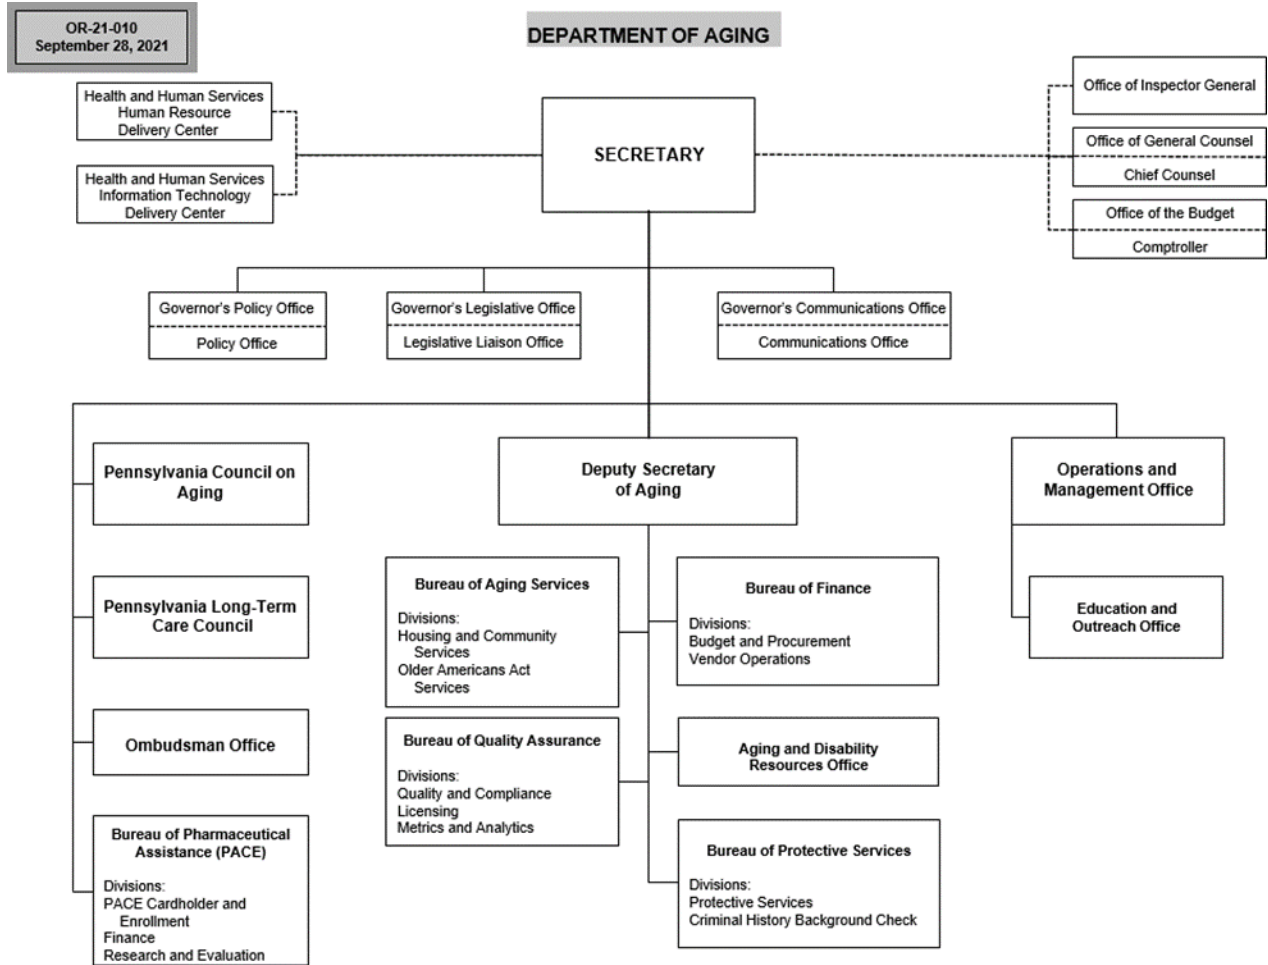 OR-21-010
September 28, 2021
DEPARTMENT OF AGING
Health and Human Services
Human Resource
Delivery Center
Health and Human Services
Information Technology
Delivery Center
SECRETARY
Office of Inspector General
Office of General Counsel
Chief Counsel
Office of the Budget
Comptroller
Governor's Policy Office
Policy Office
Governor's Legislative Office
Legislative Liaison Office
Governor's Communications Office
Communications Office
Pennsylvania Council on
Aging
Pennsylvania Long-Term
Care Council
Ombudsman Office
Bureau of Pharmaceutical
Assistance (PACE)
Divisions:
PACE Cardholder and
Enrollment
Finance
Research and Evaluation
Deputy Secretary
of Aging
Bureau of Aging Services
Divisions:
Housing and Community
Services
Older Americans Act
Services
Bureau of Quality Assurance
Divisions:
Quality and Compliance
Licensing
Metrics and Analytics
Bureau of Finance
Divisions:
Budget and Procurement
Vendor Operations
Aging and Disability
Resources Office
Bureau of Protective Services
Divisions:
Protective Services
Criminal History Background Check
Operations and
Management Office
Education and
Outreach Office